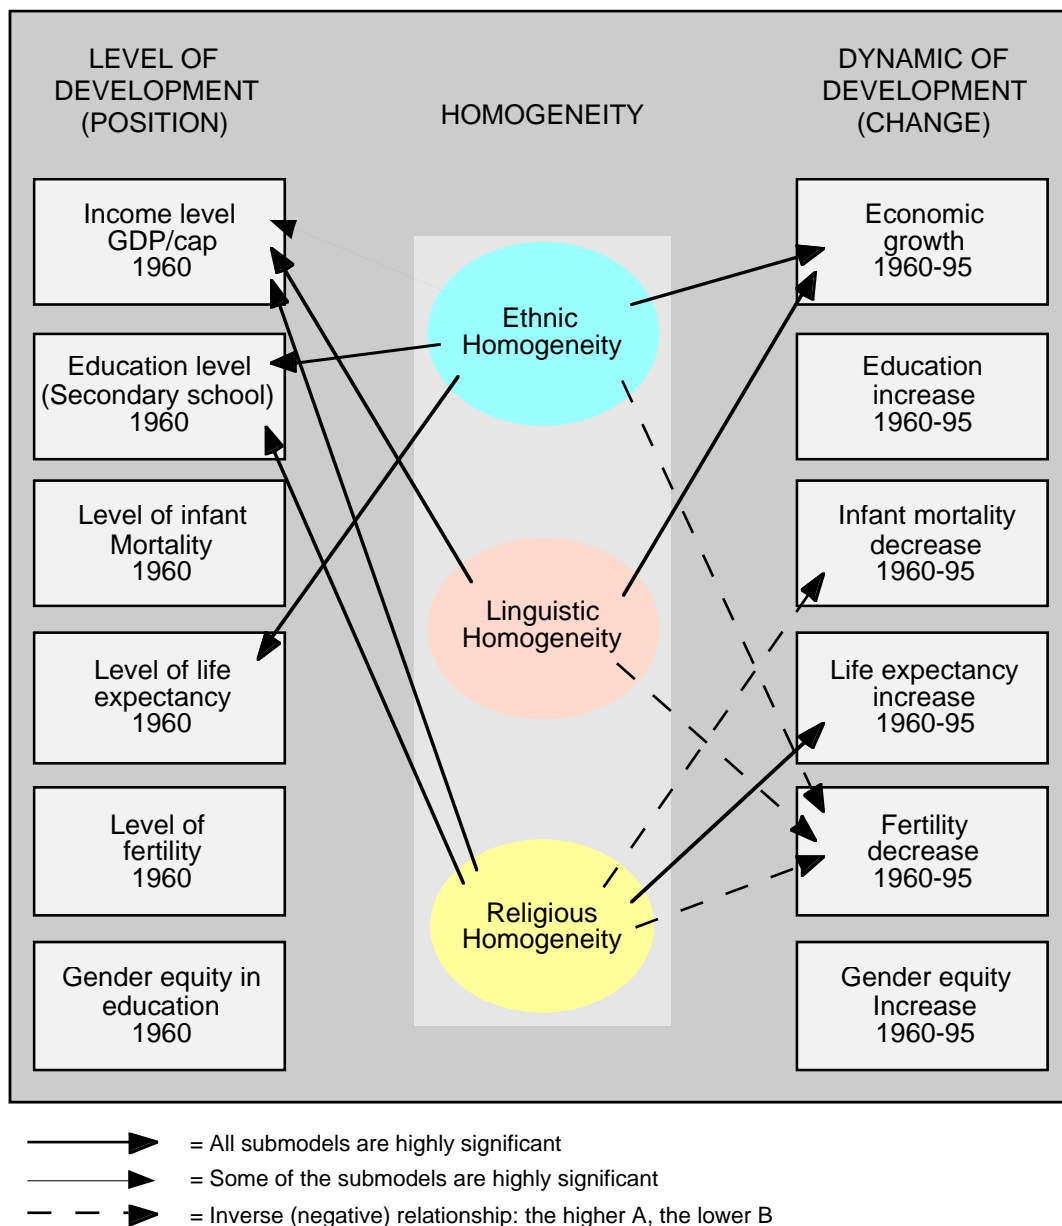 LEVEL OF
DEVELOPMENT
(POSITION)
HOMOGENEITY
DYNAMIC OF
DEVELOPMENT
(CHANGE)
Income level
GDP/cap
1960
Education level
(Secondary school)
1960
Level of infant
Mortality
1960
Level of life
expectancy
1960
Level of
fertility
1960
Gender equity in
education
1960
Ethnic
Homogeneity
Linguistic
Homogeneity
Religious
Homogeneity
Economic
growth
1960-95
Education
increase
1960-95
Infant mortality
decrease
1960-95
Life expectancy
increase
1960-95
Fertility
decrease
1960-95
Gender equity
Increase
1960-95
= All submodels are highly significant
= Some of the submodels are highly significant
= Inverse (negative) relationship: the higher A, the lower B